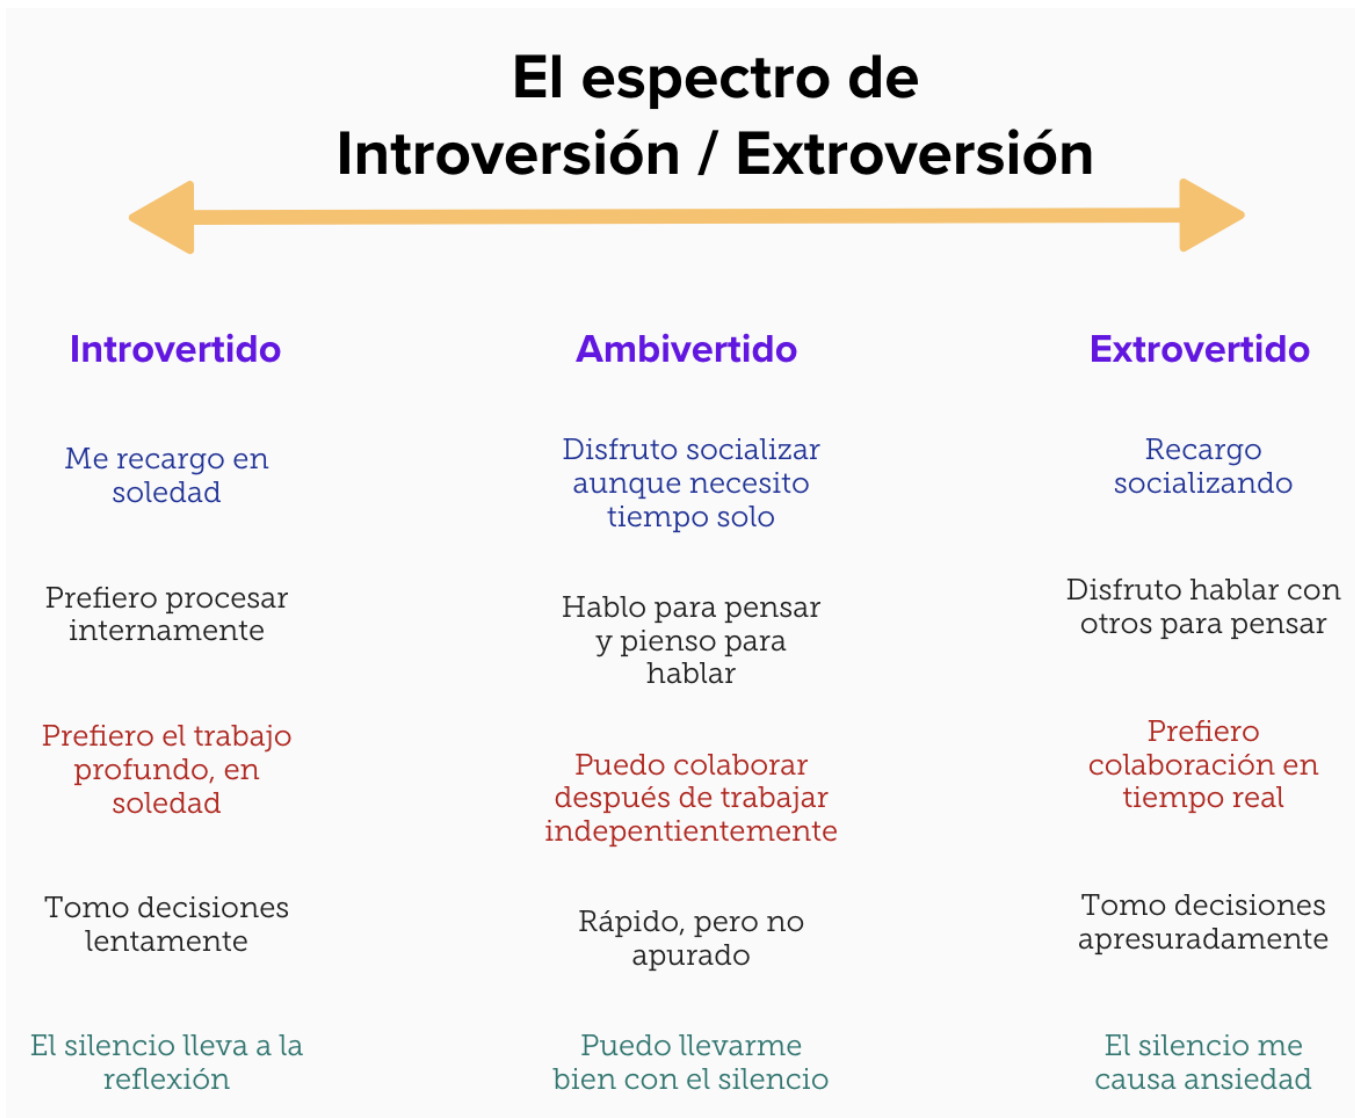 El espectro de
Introversión / Extroversión
Introvertido
Ambivertido
Extrovertido
Me recargo en
soledad
Disfruto socializar
aunque necesito
tiempo solo
Recargo
socializando
Prefiero procesar
internamente
Hablo para pensar
y pienso para
hablar
Disfruto hablar con
otros para pensar
Prefiero el trabajo
profundo, en
soledad
Puedo colaborar
después de trabajar
indepentientemente
Prefiero
colaboración en
tiempo real
Tomo decisiones
lentamente
Rápido, pero no
apurado
Tomo decisiones
apresuradamente
El silencio lleva a la
reflexión
Puedo llevarme
bien con el silencio
El silencio me
causa ansiedad